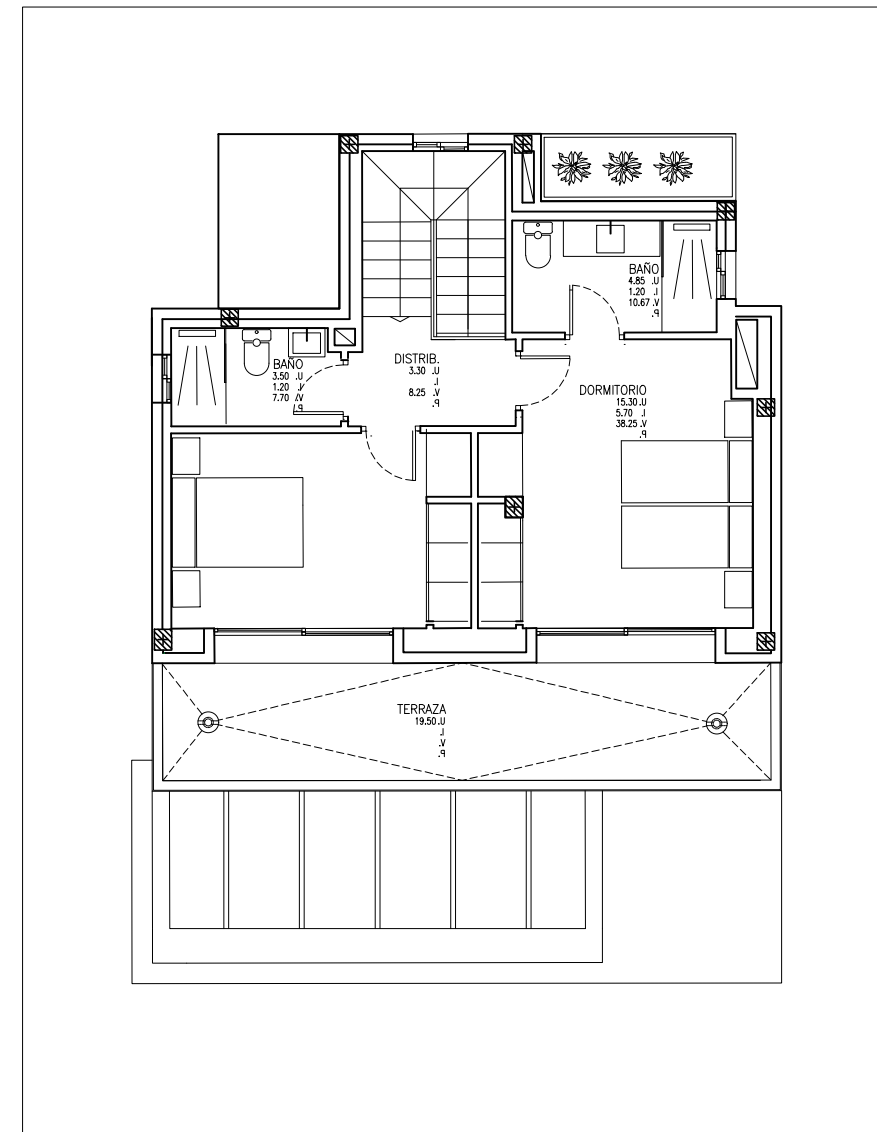 BAÑO
4.85 .U
1.20 .I
10.67 .V
.P
BAÑO
3.50 .U
1.20 .I
7.70 .V
.P
DISTRIB.
3.30 .U
.I
8.25 .V
.P
DORMITORIO
15.30 .U
5.70 .I
38.25 .V
.P
TERRAZA
19.50 .U
.I
.V
.P